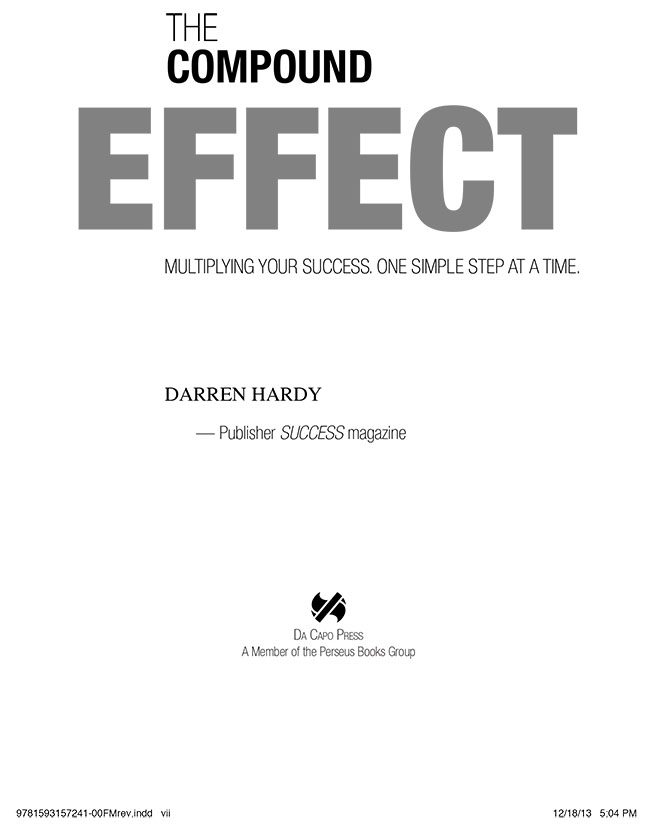 THE
COMPOUND
EFFECT
MULTIPLYING YOUR SUCCESS. ONE SIMPLE STEP AT A TIME.
DARREN HARDY
— Publisher SUCCESS magazine
DA CAPO PRESS
A Member of the Perseus Books Group
9781593157241-00FMrev.indd vii 12/18/13 5:04 PM